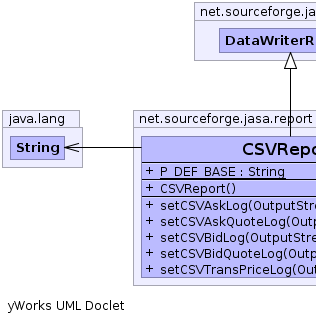 net.sourceforge.ja
DataWriterR
java.lang
String
net.sourceforge.jasa.report
CSVRepo
+ P_DEF_BASE : String
+ CSVReport()
+ setCSVAskLog(OutputStre
+ setCSVAskQuoteLog(Outp
+ setCSVBidLog(OutputStre
+ setCSVBidQuoteLog(Outp
+ setCSVTransPriceLog(Out
yWorks UML Doclet